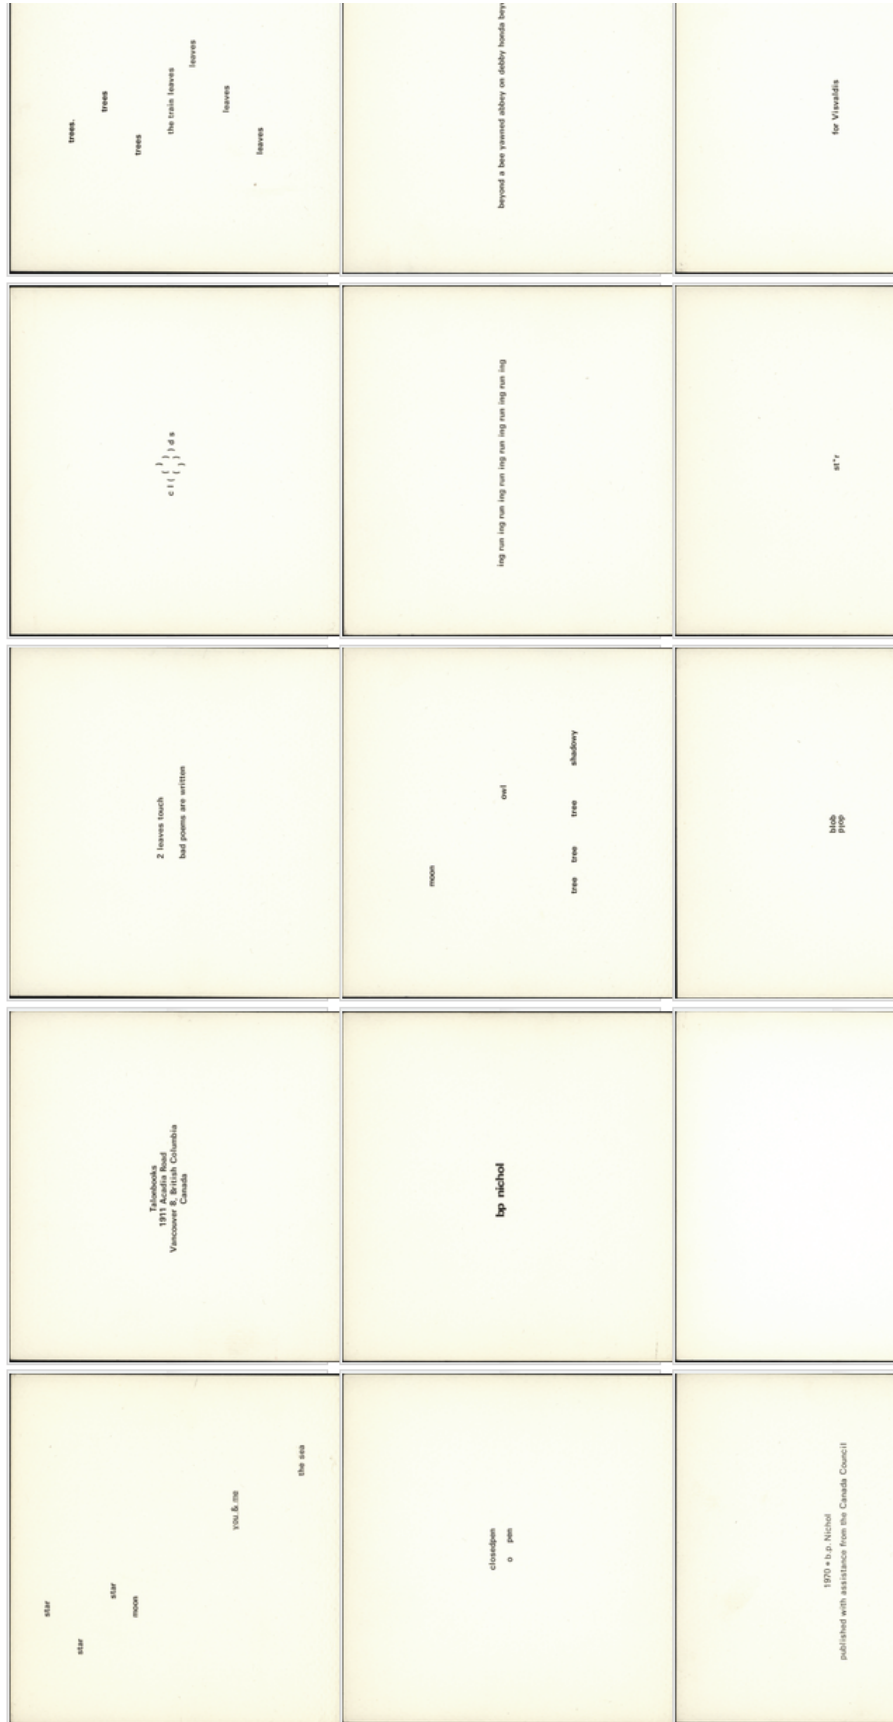 star
star
star
moon
you & me
the sea
Talonbooks
1911 Acadia Road
Vancouver 8, British Columbia
Canada
2 leaves touch
bad poems are written
trees.
trees
trees
the train leaves
leaves
leaves
leaves
closedpen
o pen
bp nichol
moon
owl
tree tree tree shadowy
ing run ing run ing run ing run ing run ing run ing
beyond a bee yawned abbey on debby honda
1970 * b.p. Nichol
published with assistance from the Canada Council
blob
st*r
for Visvaldis